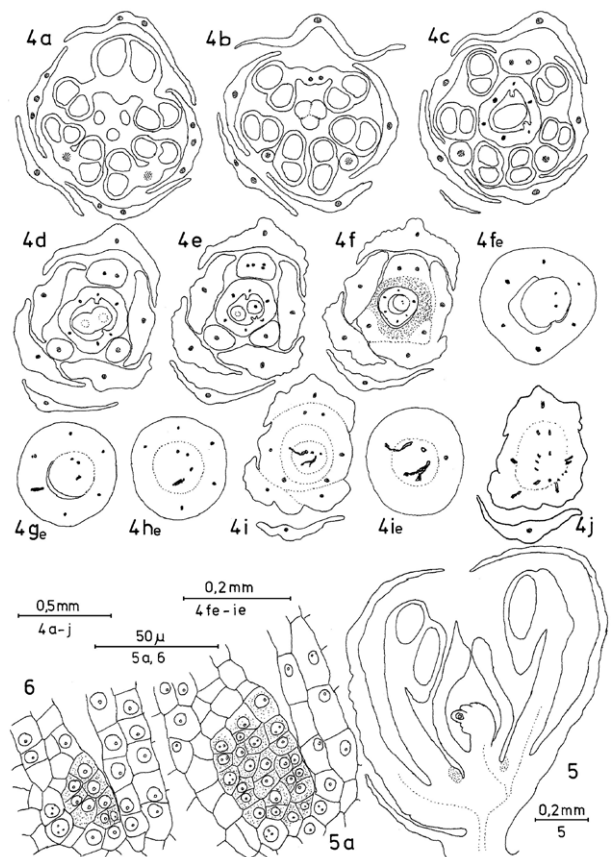 4a
4b
4c
4d
4e
4f
4fe
4ge
4he
4i
4ie
4j
0,5mm
4a-j
0,2mm
4fe-ie
50μ
5a, 6
6
5a
5
0,2mm
5